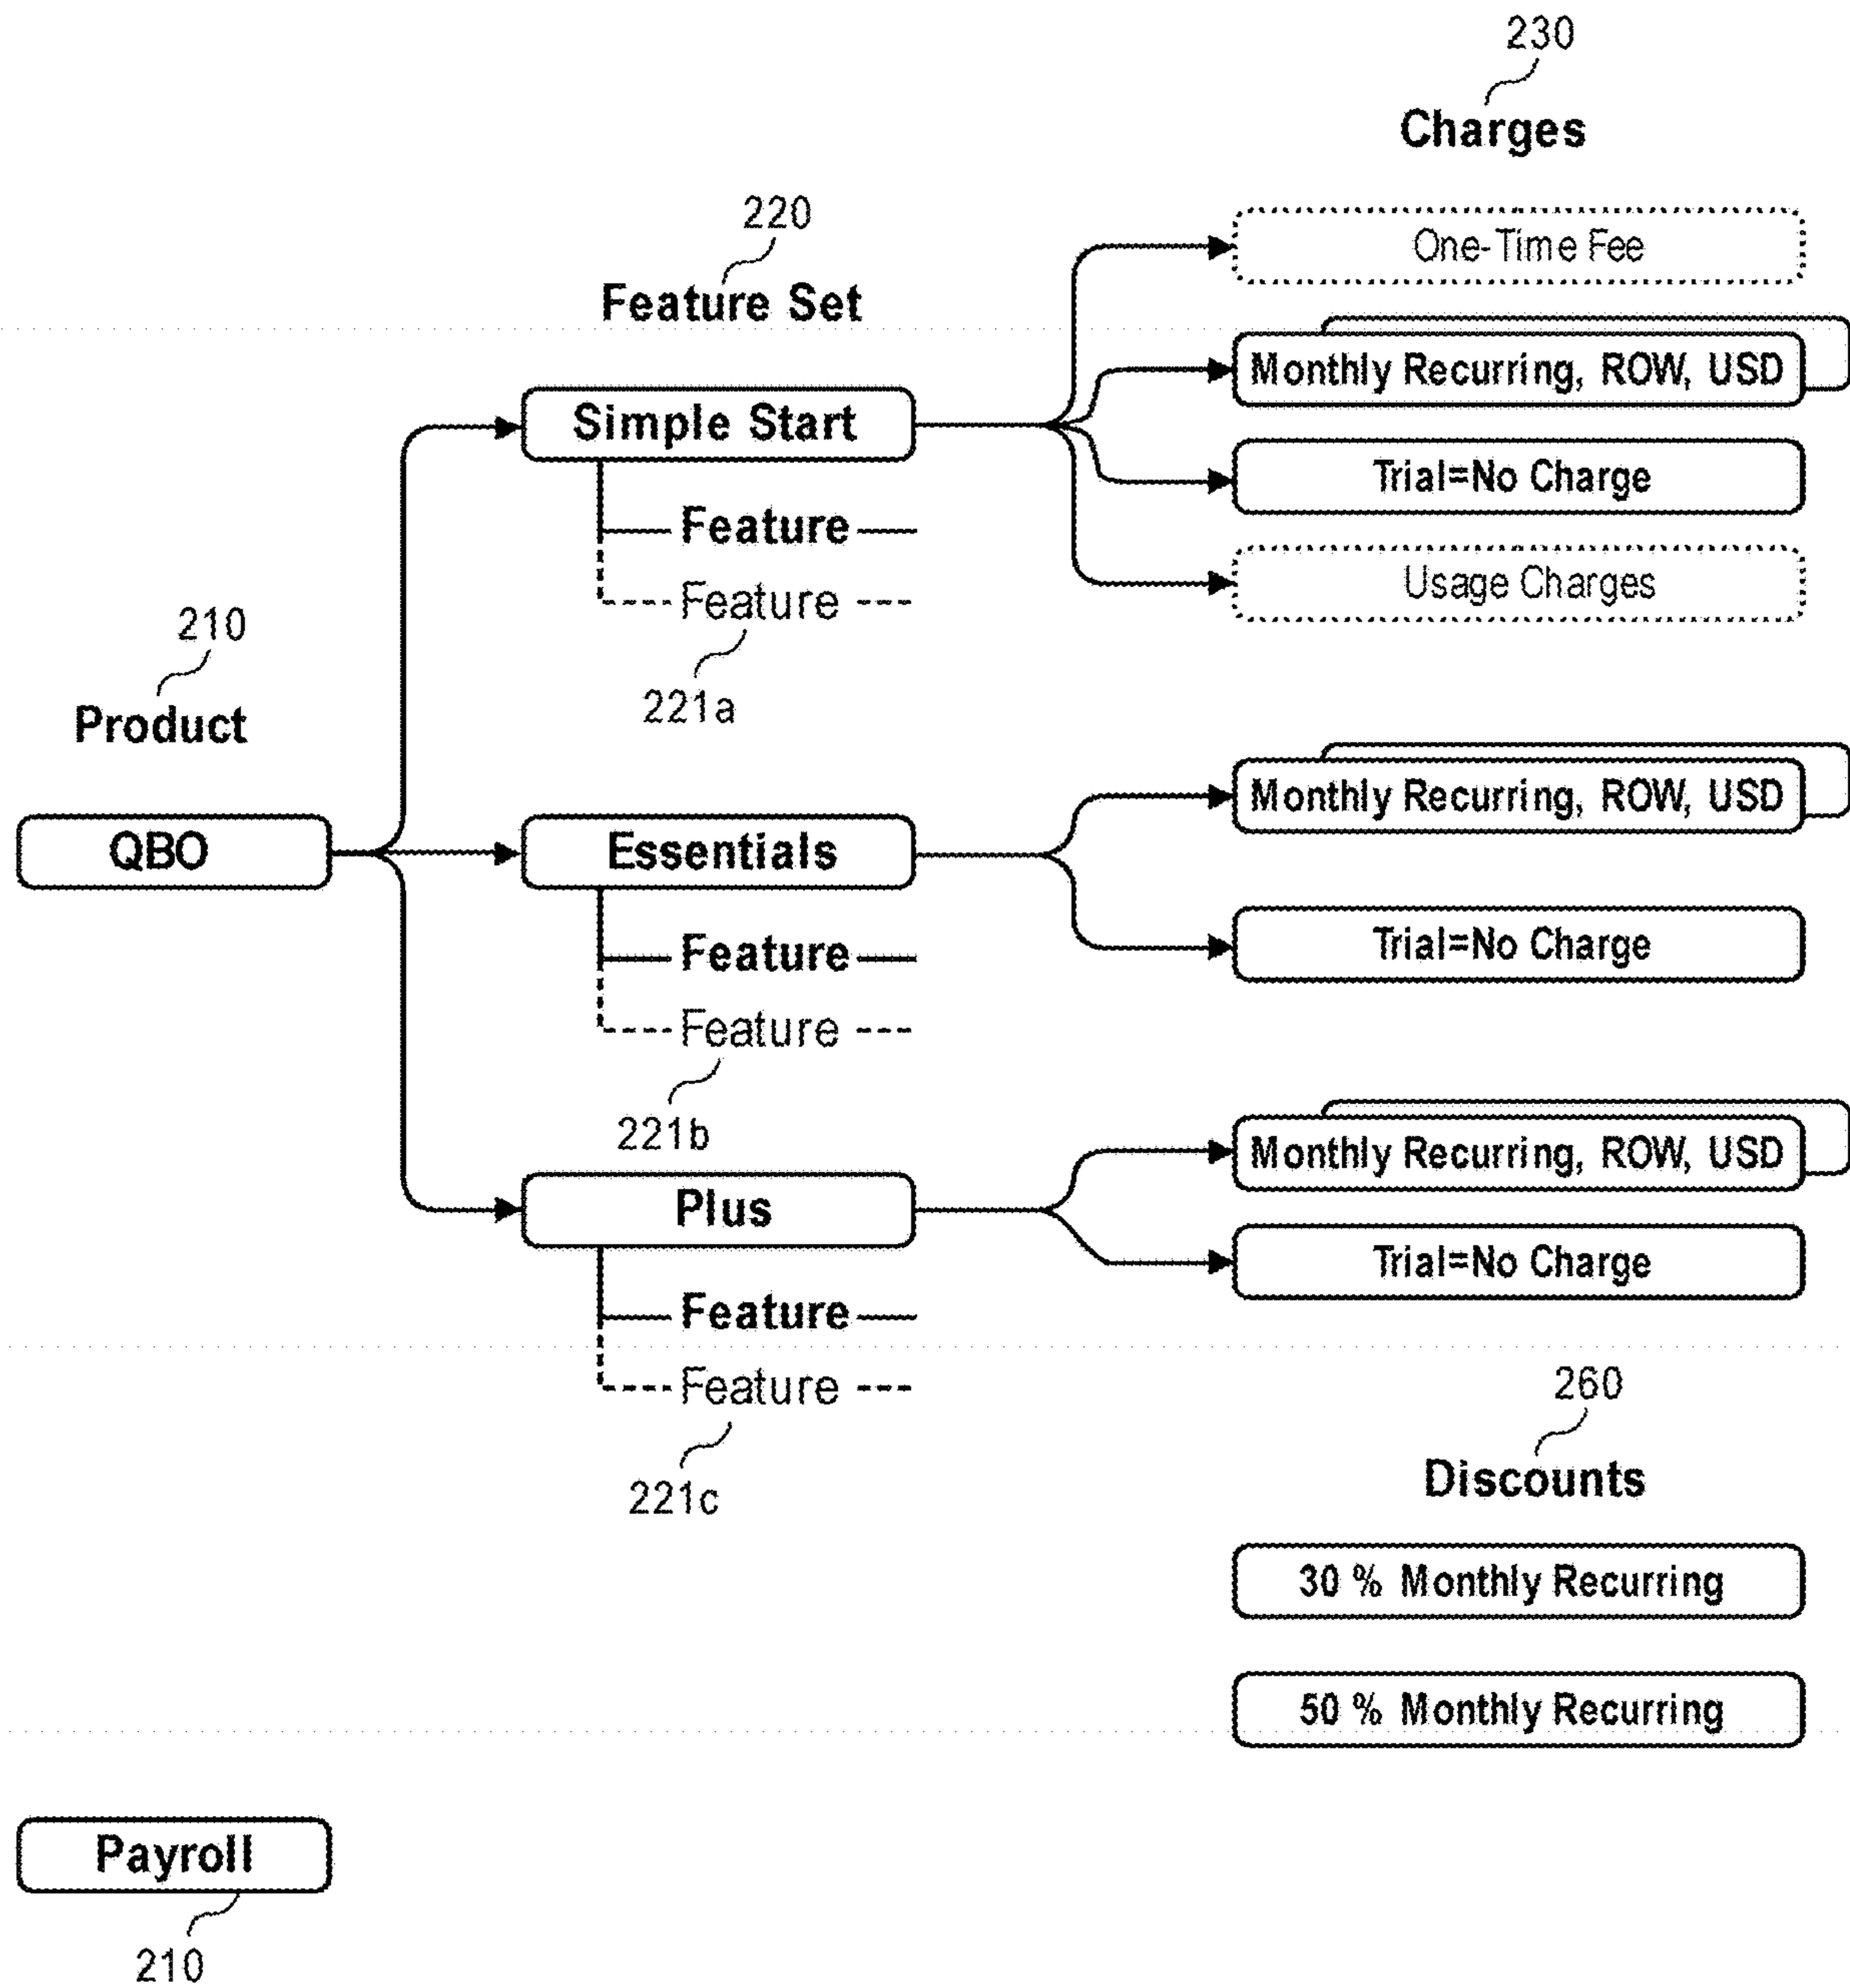 230
Charges
220
Feature Set
One-Time Fee
Monthly Recurring, ROW, USD
Simple Start
Trial=No Charge
Feature
Usage Charges
Feature
210
221a
Product
Monthly Recurring, ROW, USD
QBO
Essentials
Trial=No Charge
Feature
Feature
221b
Monthly Recurring, ROW, USD
Plus
Trial=No Charge
Feature
Feature
260
Discounts
221c
30 % Monthly Recurring
50 % Monthly Recurring
Payroll
210